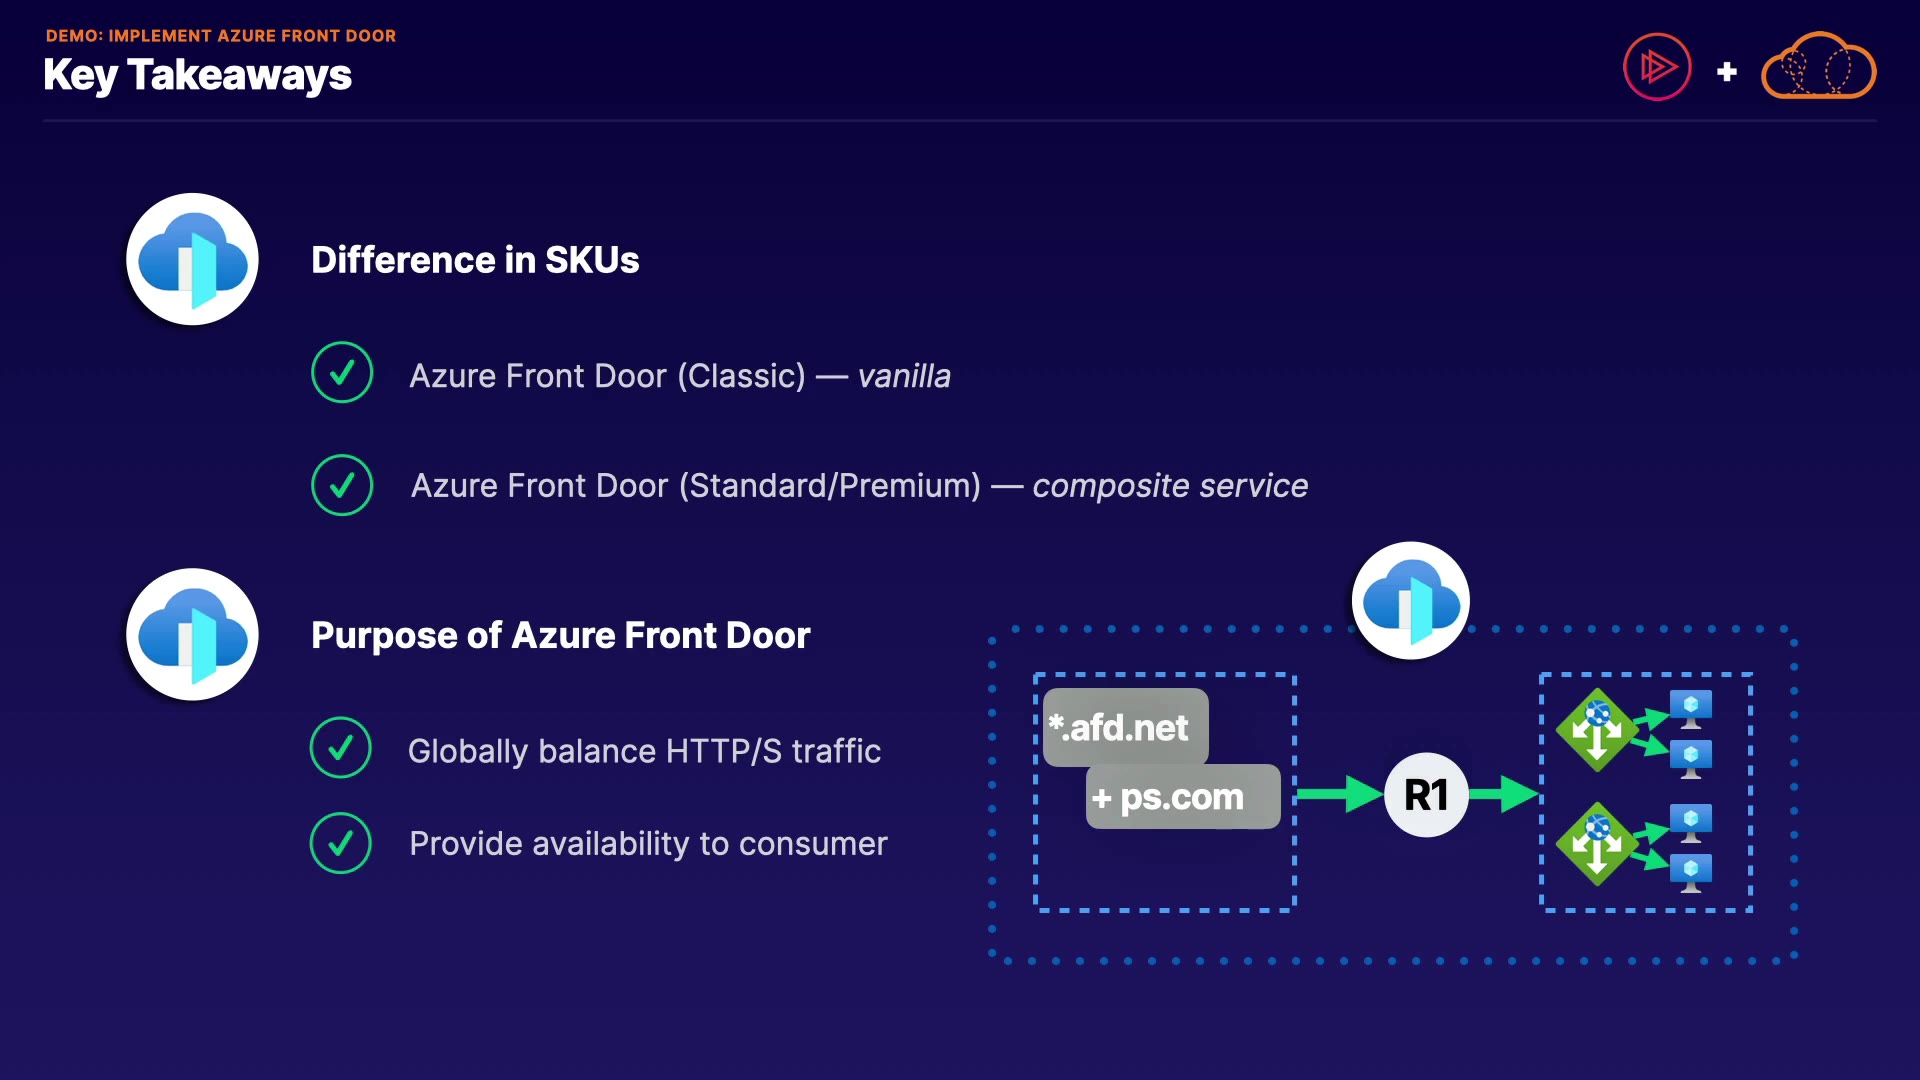 DEMO: IMPLEMENT AZURE FRONT DOOR
Key Takeaways
+
Difference in SKUs
Azure Front Door (Classic) — vanilla
Azure Front Door (Standard/Premium) — composite service
Purpose of Azure Front Door
Globally balance HTTP/S traffic
Provide availability to consumer
*.afd.net
+ ps.com
R1